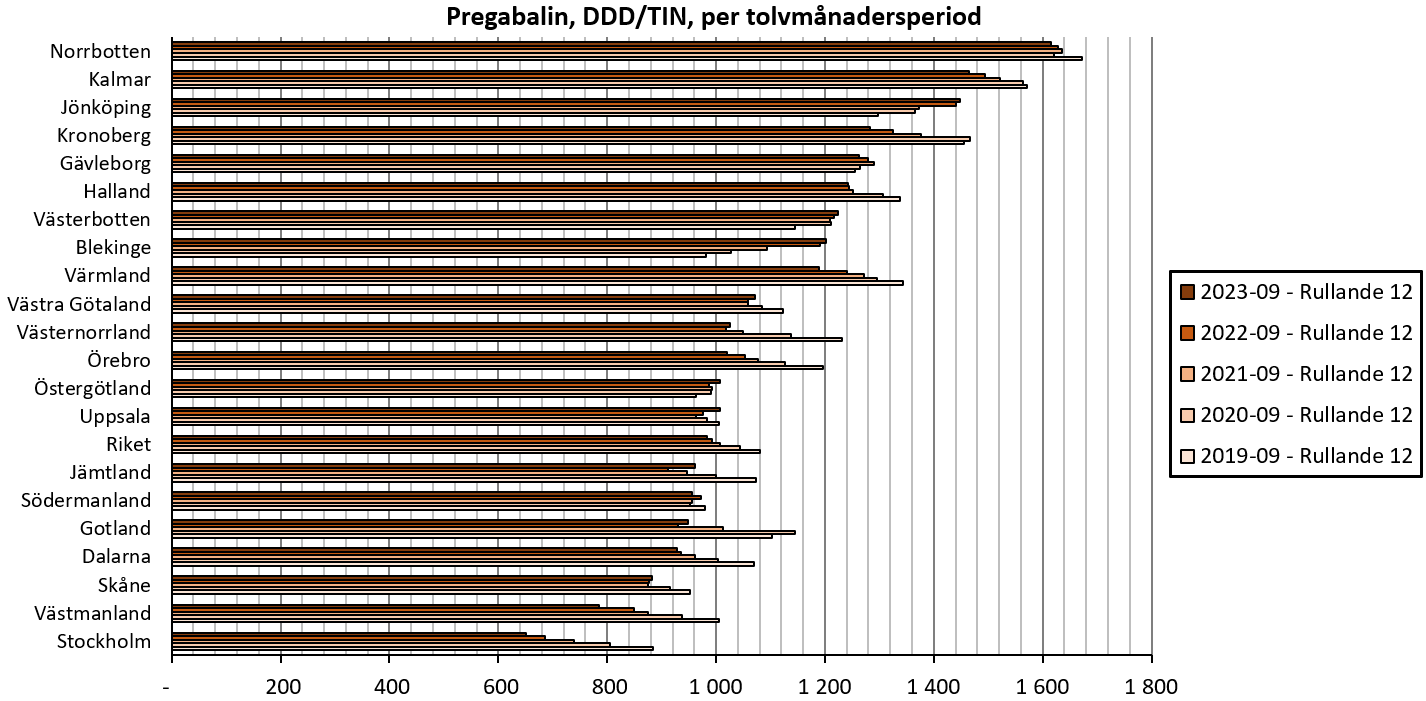 Pregabalin, DDD/TIN, per tolvmånadersperiod
Norrbotten
Kalmar
Jönköping
Kronoberg
Gävleborg
Halland
Västerbotten
Blekinge
Värmland
Västra Götaland
Västernorrland
Örebro
Östergötland
Uppsala
Riket
Jämtland
Södermanland
Gotland
Dalarna
Skåne
Västmanland
Stockholm
- 200 400 600 800 1 000 1 200 1 400 1 600 1 800
2023-09 - Rullande 12
2022-09 - Rullande 12
2021-09 - Rullande 12
2020-09 - Rullande 12
2019-09 - Rullande 12